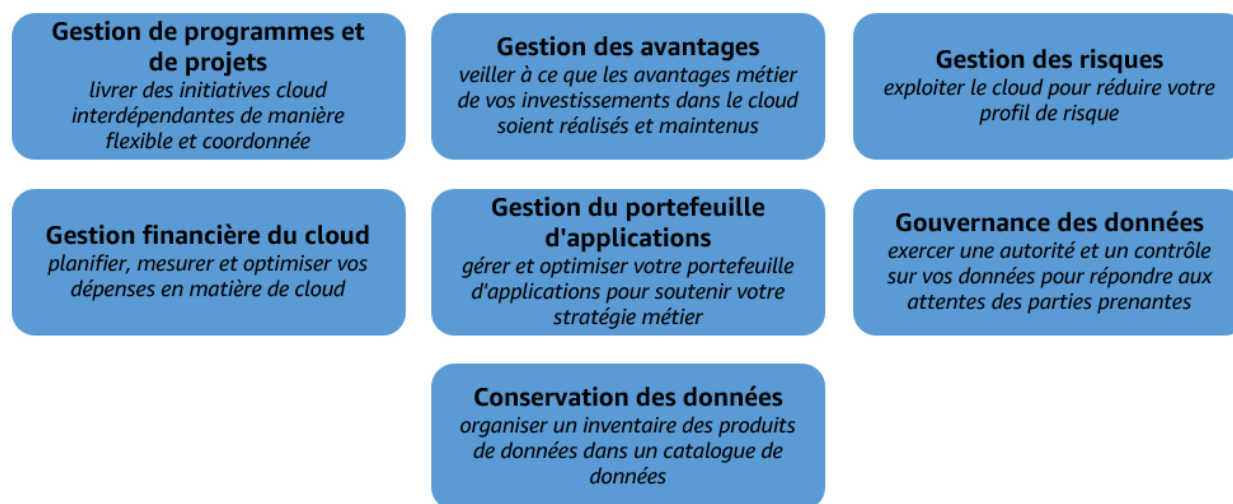 Gestion de programmes et
de projets
livrer des initiatives cloud
interdépendantes de manière
flexible et coordonnée
Gestion des avantages
veiller à ce que les avantages métier
de vos investissements dans le cloud
soient réalisés et maintenus
Gestion des risques
exploiter le cloud pour réduire votre
profil de risque
Gestion financière du cloud
planifier, mesurer et optimiser vos
dépenses en matière de cloud
Gestion du portefeuille
d'applications
gérer et optimiser votre portefeuille
d'applications pour soutenir votre
stratégie métier
Gouvernance des données
exercer une autorité et un contrôle
sur vos données pour répondre aux
attentes des parties prenantes
Conservation des données
organiser un inventaire des produits
de données dans un catalogue de
données